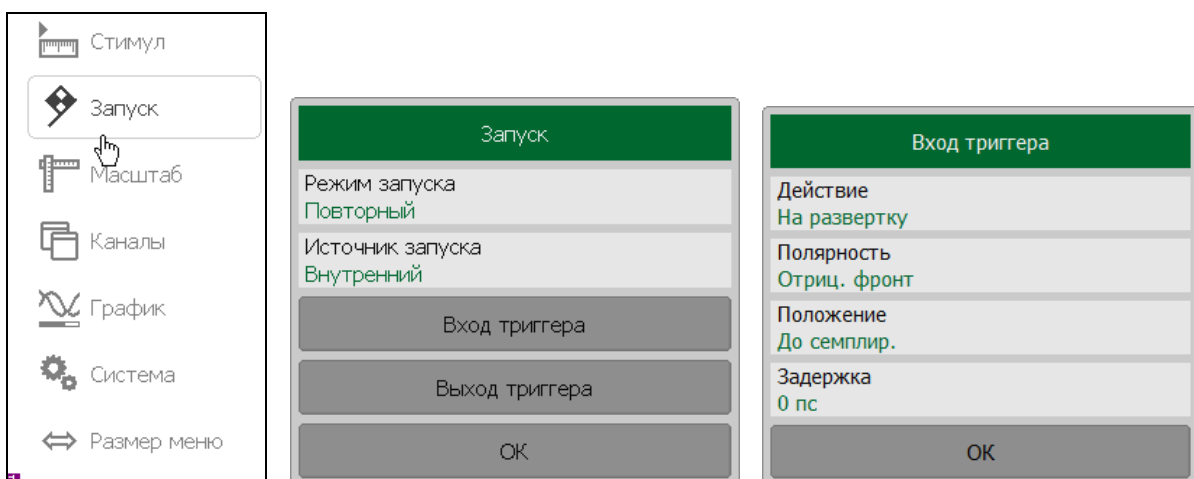 Стимул
Запуск
Масштаб
Каналы
График
Система
Размер меню
Запуск
Режим запуска
Повторный
Источник запуска
Внутренний
Вход триггера
Выход триггера
ОК
Вход триггера
Действие
На развертку
Полярность
Отриц. фронт
Положение
До семплир.
Задержка
0 пс
ОК